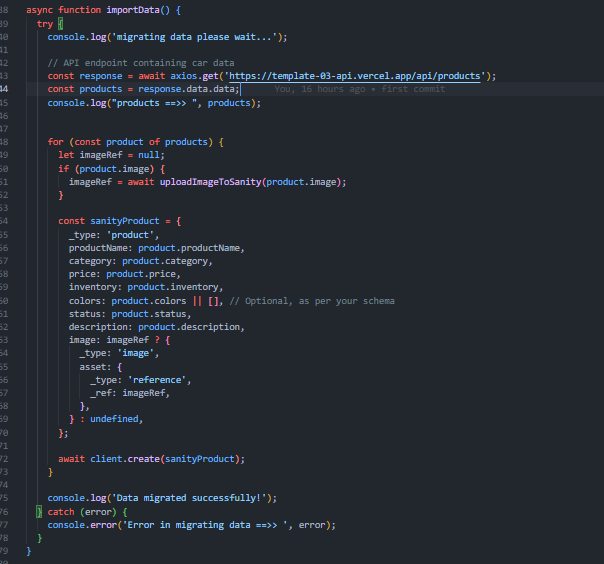 38 async function importData() {
39 try {
40 console.log('migrating data please wait...');
41
42 // API endpoint containing car data
43 const response = await axios.get('https://template-03-api.vercel.app/api/products');
44 const products = response.data.data; You, 16 hours ago • first commit
45 console.log("products ==>> ", products);
46
47
48 for (const product of products) {
49 let imageRef = null;
50 if (product.image) {
51 imageRef = await uploadImageToSanity(product.image);
52 }
53
54 const sanityProduct = {
55 _type: 'product',
56 productName: product.productName,
57 category: product.category,
58 price: product.price,
59 inventory: product.inventory,
60 colors: product.colors || [], // Optional, as per your schema
61 status: product.status,
62 description: product.description,
63 image: imageRef ? {
64 _type: 'image',
65 asset: {
66 _type: 'reference',
67 _ref: imageRef,
68 },
69 } : undefined,
70 };
71
72 await client.create(sanityProduct);
73 }
74
75 console.log('Data migrated successfully!');
76 } catch (error) {
77 console.error('Error in migrating data ==>> ', error);
78 }
79 }